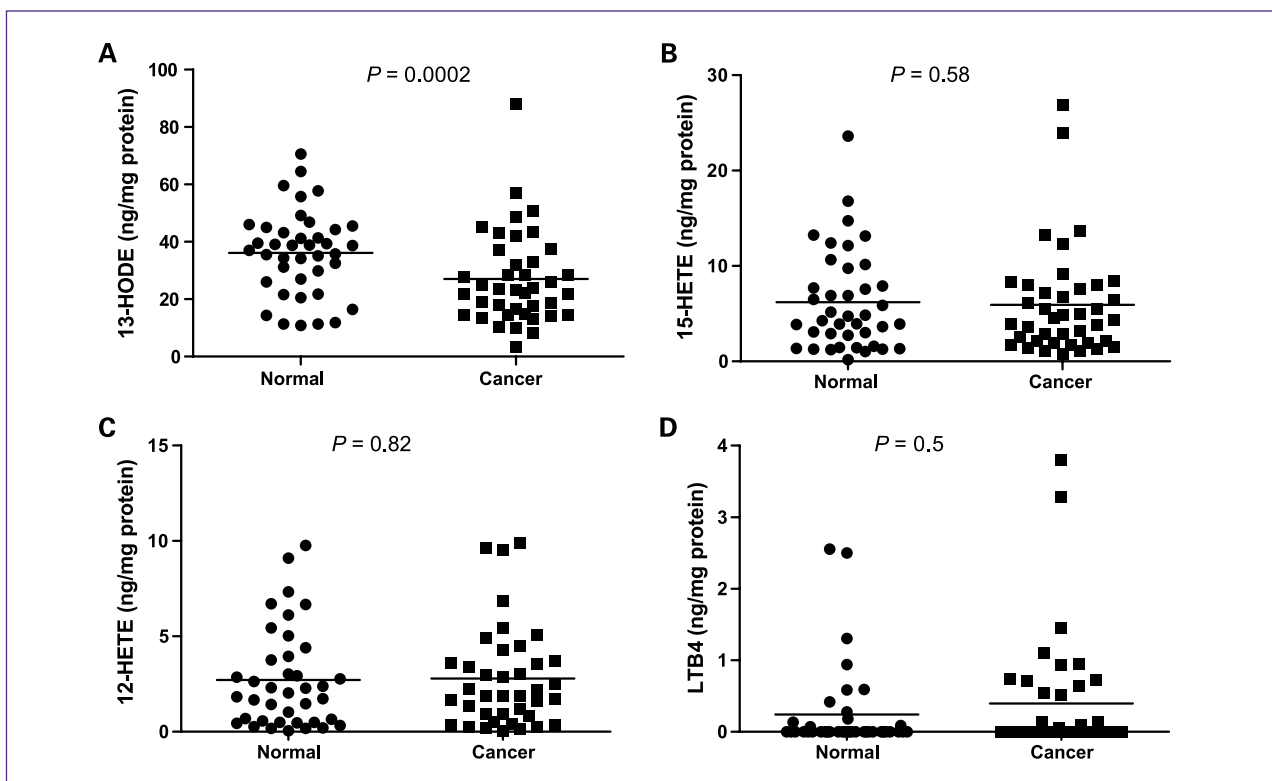 A
P = 0.0002
13-HODE (ng/mg protein)
100
80
60
40
20
0
Normal
Cancer
B
P = 0.58
15-HETE (ng/mg protein)
30
20
10
0
Normal
Cancer
C
P = 0.82
12-HETE (ng/mg protein)
15
10
5
0
Normal
Cancer
D
P = 0.5
LTB4 (ng/mg protein)
4
3
2
1
0
Normal
Cancer